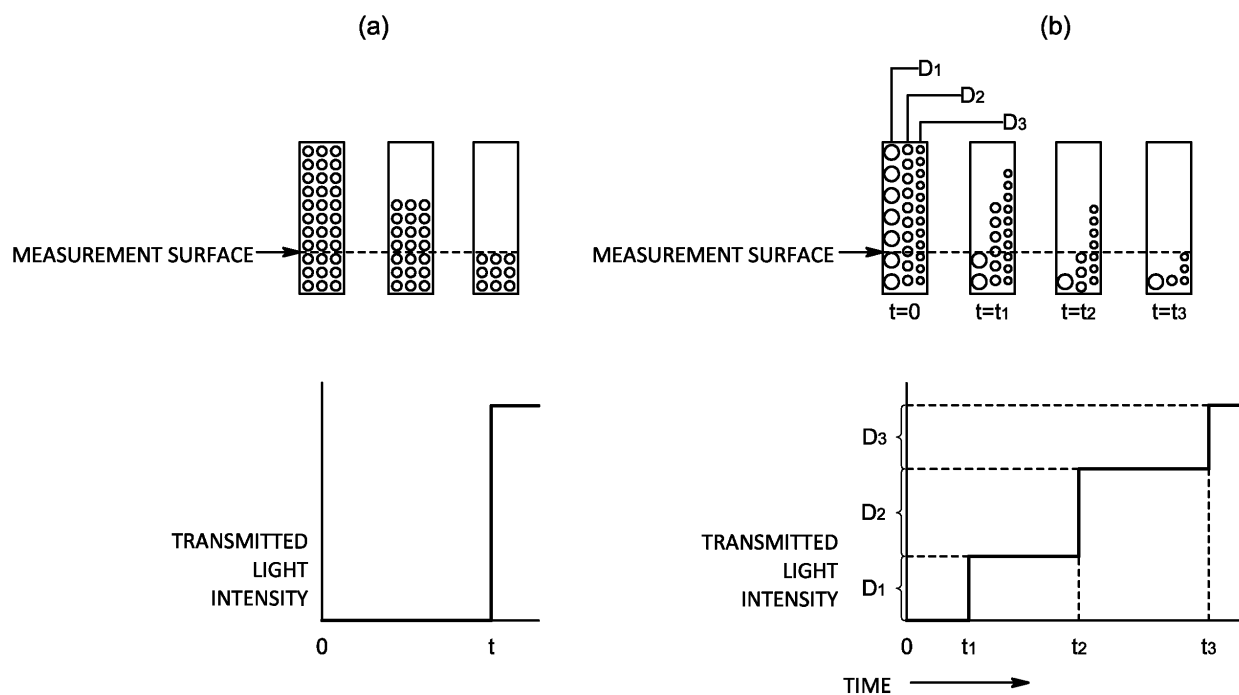 (a)
MEASUREMENT SURFACE
TRANSMITTED
LIGHT
INTENSITY
0
t
(b)
D1
D2
D3
MEASUREMENT SURFACE
t=0
t=t1
t=t2
t=t3
D3
D2
D1
TRANSMITTED
LIGHT
INTENSITY
0
t1
t2
t3
TIME